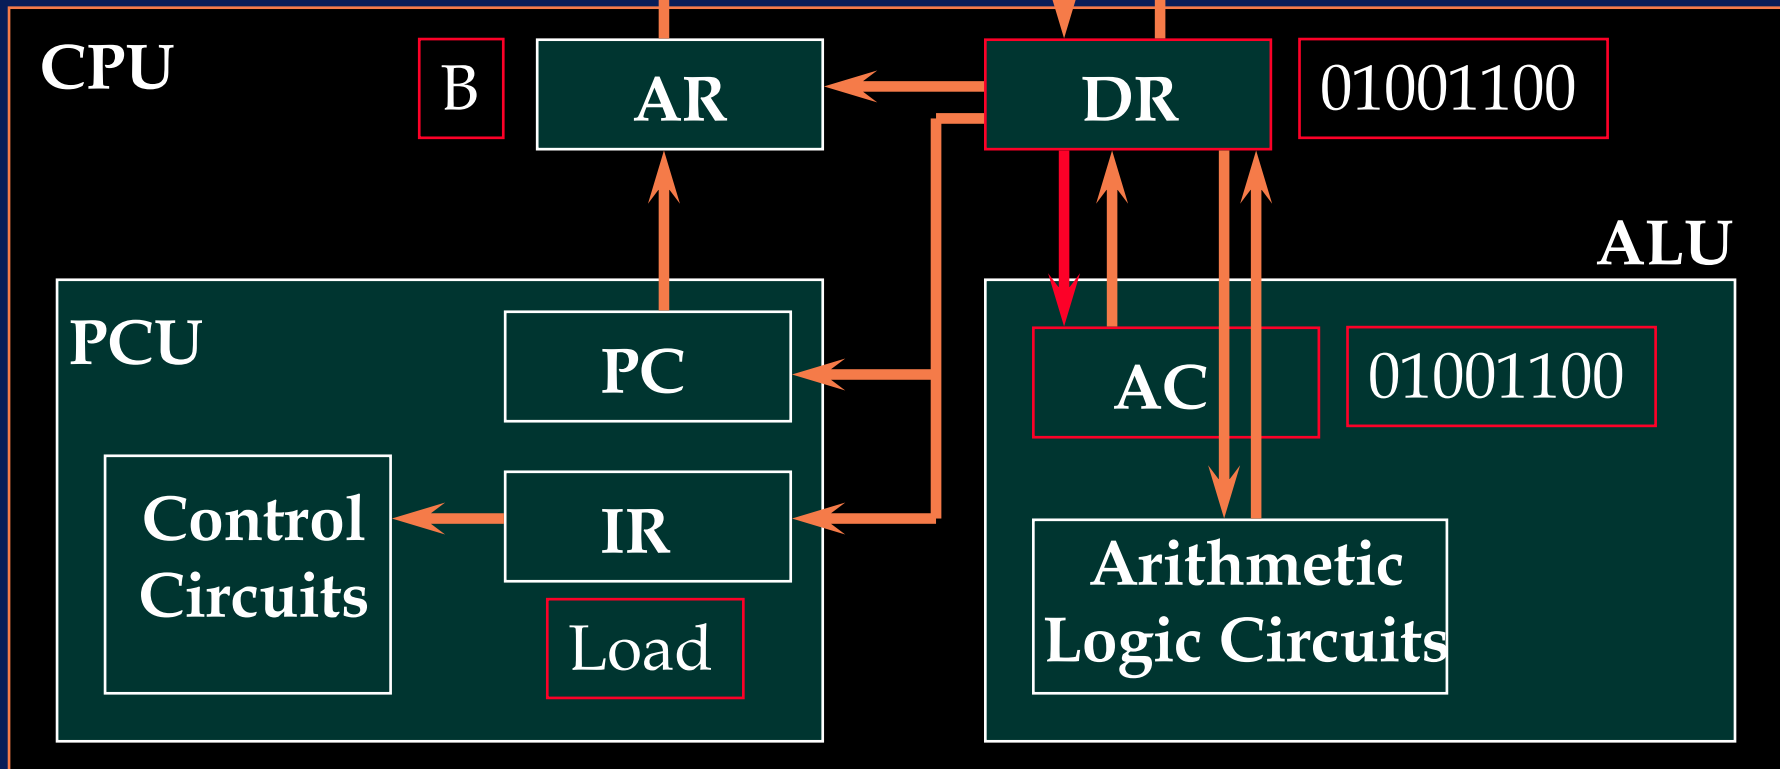 CPU
B
AR
DR
01001100
ALU
PCU
PC
AC
01001100
Control
Circuits
IR
Load
Arithmetic
Logic Circuits